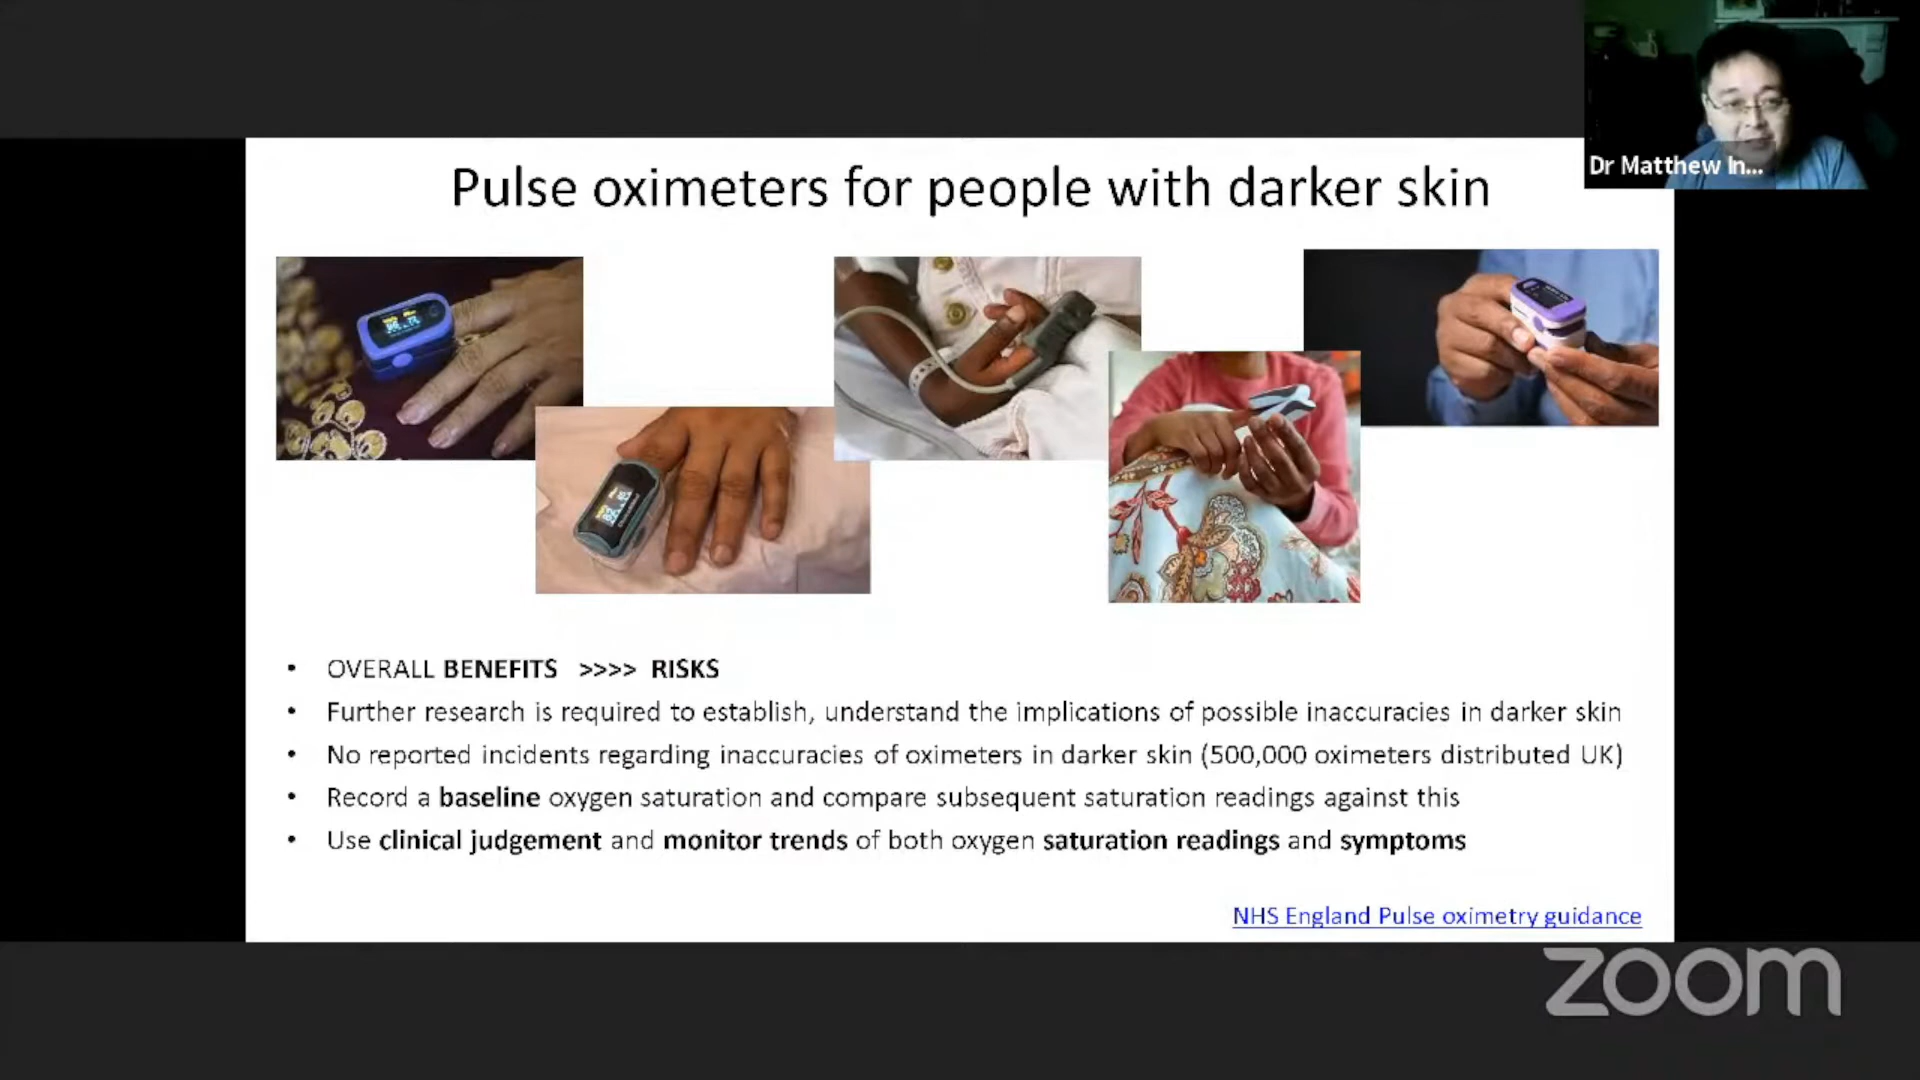 Dr Matthew In...
Pulse oximeters for people with darker skin
• OVERALL BENEFITS >>>> RISKS
• Further research is required to establish, understand the implications of possible inaccuracies in darker skin
• No reported incidents regarding inaccuracies of oximeters in darker skin (500,000 oximeters distributed UK)
• Record a baseline oxygen saturation and compare subsequent saturation readings against this
• Use clinical judgement and monitor trends of both oxygen saturation readings and symptoms
NHS England Pulse oximetry guidance
zoom